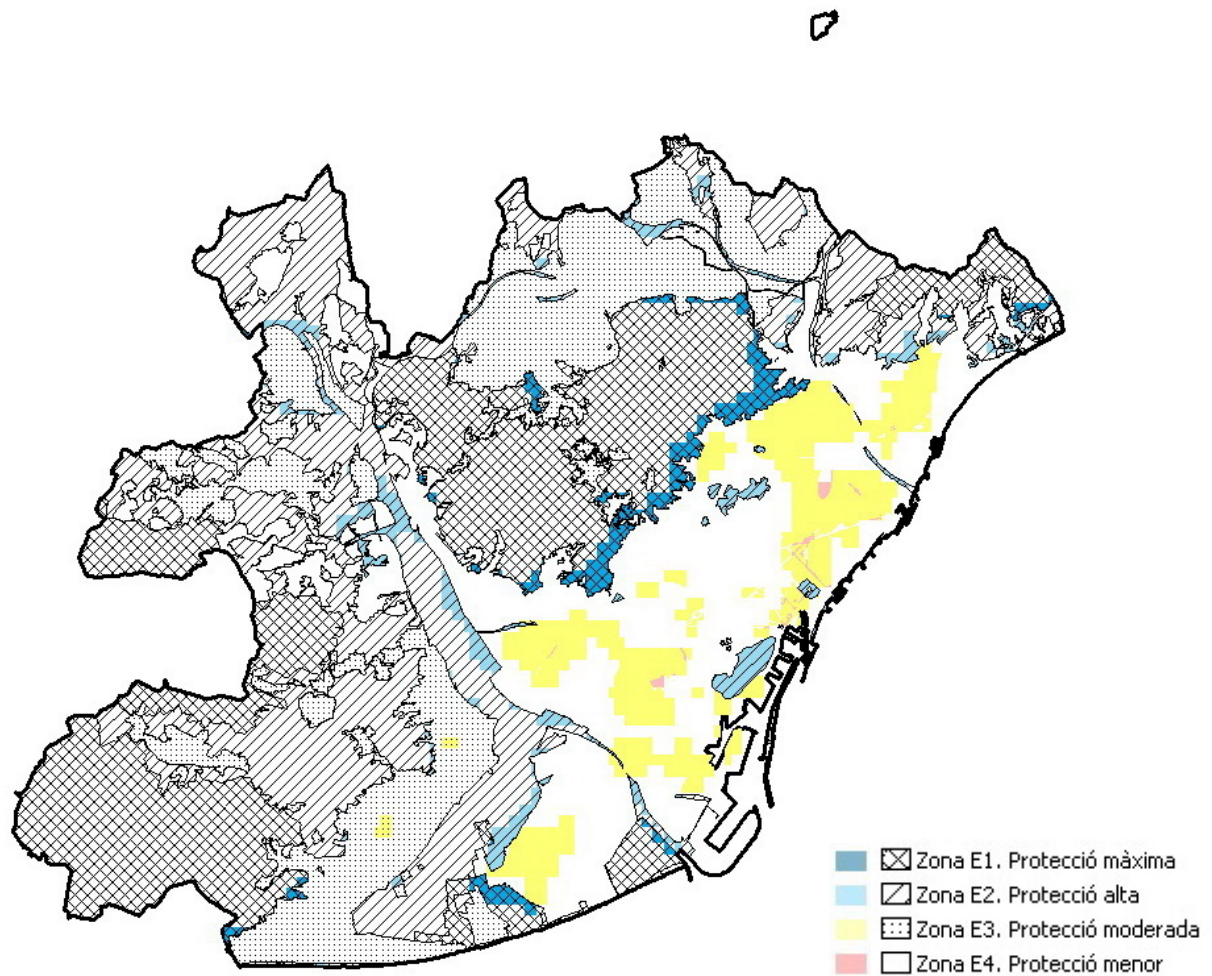 Zona E1. Protecció màxima
Zona E2. Protecció alta
Zona E3. Protecció moderada
Zona E4. Protecció menor